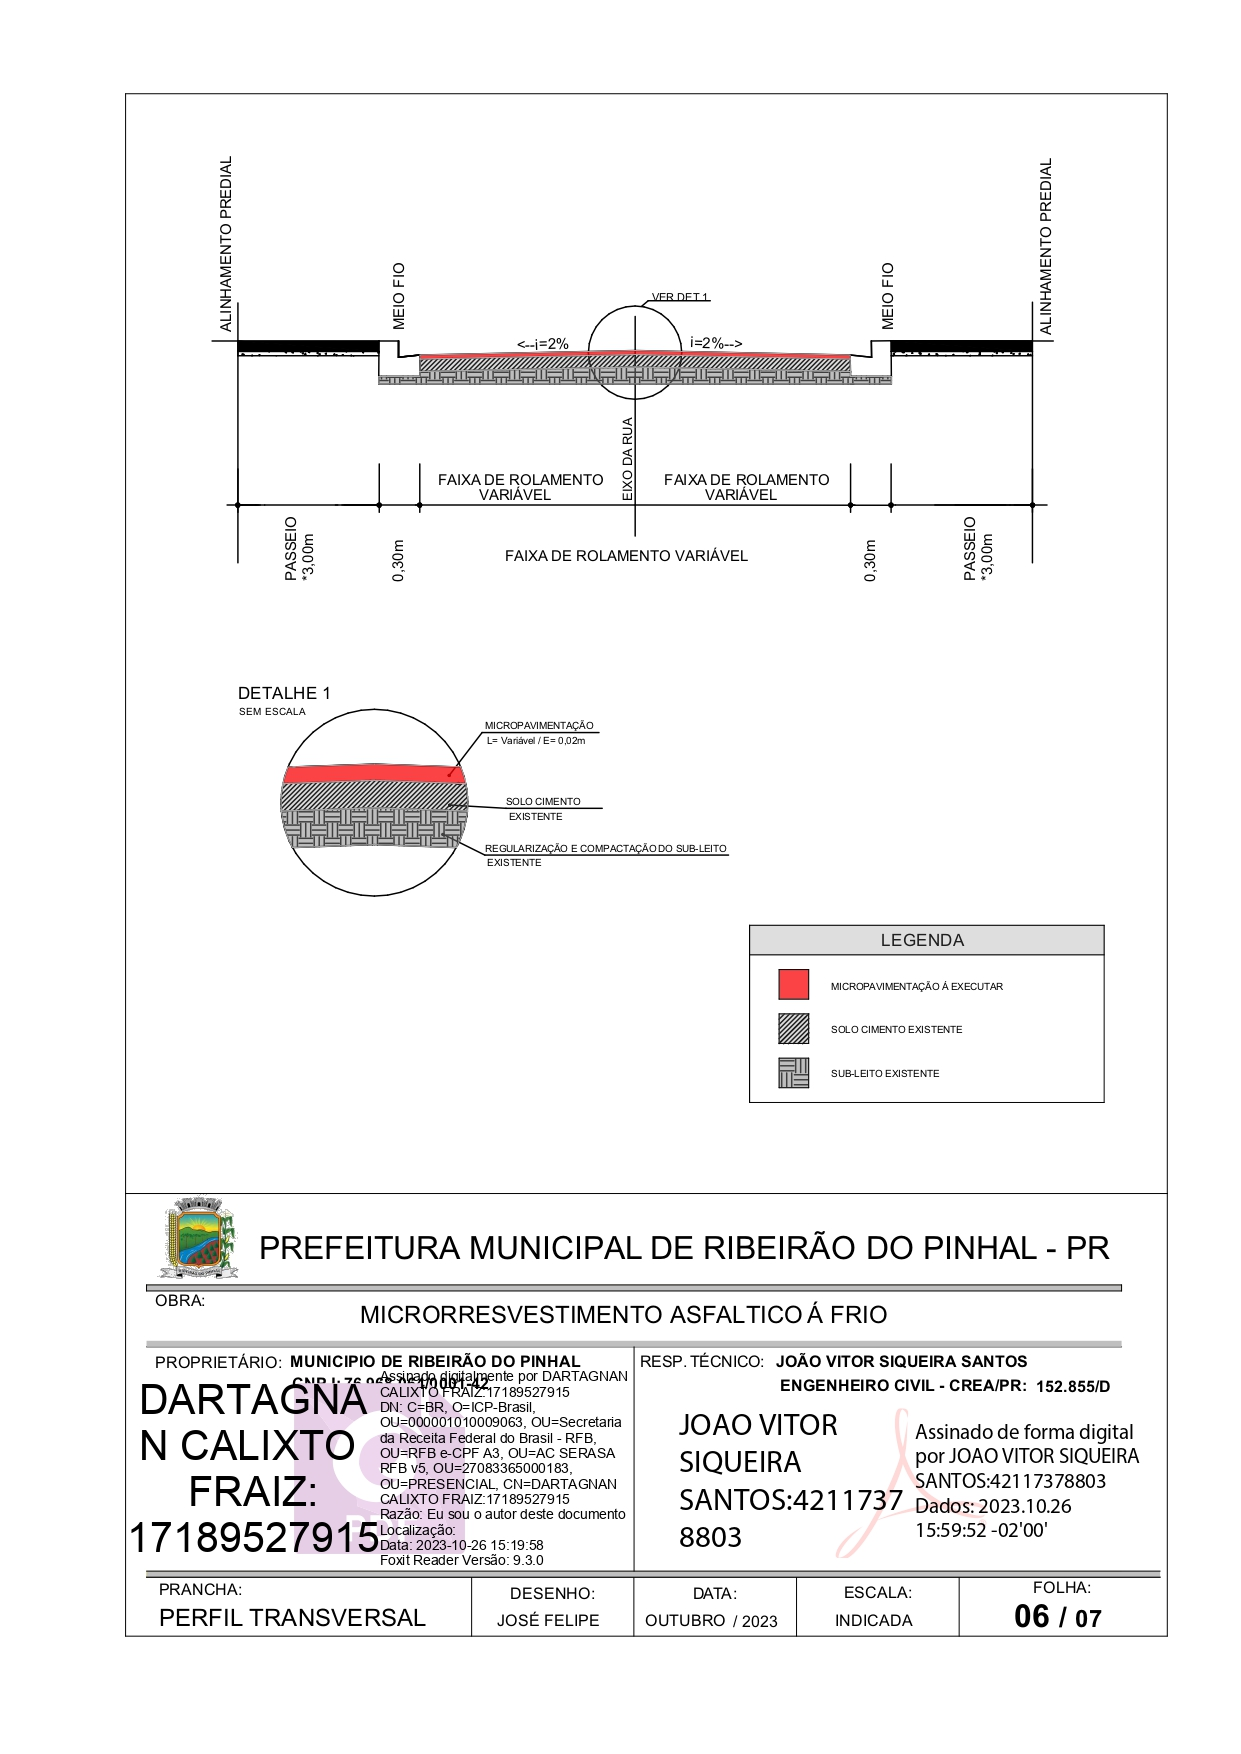 ALINHAMENTO PREDIAL
MEIO FIO
VER DET.1
<--i=2%
i=2%-->
MEIO FIO
ALINHAMENTO PREDIAL
EIXO DA RUA
FAIXA DE ROLAMENTO
VARIÁVEL
FAIXA DE ROLAMENTO
VARIÁVEL
PASSEIO
*3,00m
0,30m
FAIXA DE ROLAMENTO VARIÁVEL
0,30m
PASSEIO
*3,00m
DETALHE 1
SEM ESCALA
MICROPAVIMENTAÇÃO
L= Variável / E= 0,02m
SOLO CIMENTO
EXISTENTE
REGULARIZAÇÃO E COMPACTAÇÃO DO SUB-LEITO
EXISTENTE
LEGENDA
MICROPAVIMENTAÇÃO Á EXECUTAR
SOLO CIMENTO EXISTENTE
SUB-LEITO EXISTENTE
PREFEITURA MUNICIPAL DE RIBEIRÃO DO PINHAL - PR
OBRA:
MICRORRESVESTIMENTO ASFALTICO Á FRIO
PROPRIETÁRIO: MUNICIPIO DE RIBEIRÃO DO PINHAL
CNPJ: 76.968.064/0001-42
DARTAGNA
N CALIXTO
FRAIZ:
17189527915
Assinado digitalmente por DARTAGNAN
CALIXTO FRAIZ:17189527915
DN: C=BR, O=ICP-Brasil,
OU=000001010009063, OU=Secretaria
da Receita Federal do Brasil - RFB,
OU=RFB e-CPF A3, OU=AC SERASA
RFB v5, OU=27083365000183,
OU=PRESENCIAL, CN=DARTAGNAN
CALIXTO FRAIZ:17189527915
Razão: Eu sou o autor deste documento
Localização:
Data: 2023-10-26 15:19:58
Foxit Reader Versão: 9.3.0
RESP. TÉCNICO: JOÃO VITOR SIQUEIRA SANTOS
ENGENHEIRO CIVIL - CREA/PR: 152.855/D
JOAO VITOR
SIQUEIRA
SANTOS:4211737
8803
Assinado de forma digital
por JOAO VITOR SIQUEIRA
SANTOS:42117378803
Dados: 2023.10.26
15:59:52 -02'00'
PRANCHA:
PERFIL TRANSVERSAL
DESENHO:
JOSÉ FELIPE
DATA:
OUTUBRO / 2023
ESCALA:
INDICADA
FOLHA:
06 / 07